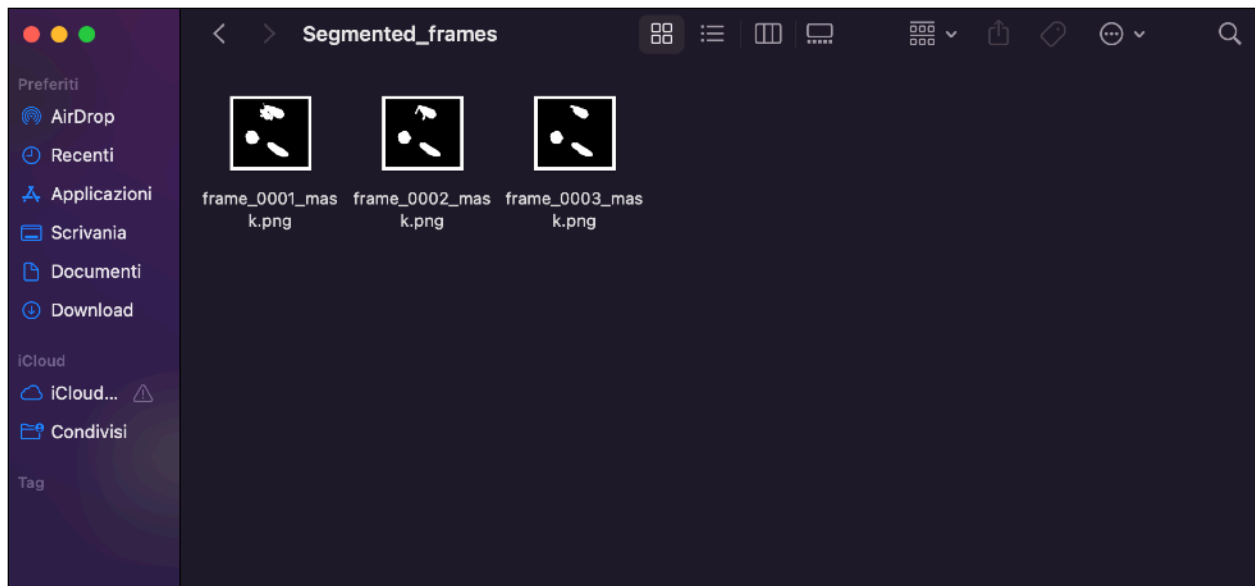 Segmented_frames
Preferiti
AirDrop
Recenti
Applicazioni
Scrivania
Documenti
Download
iCloud
iCloud...
Condivisi
Tag
frame_0001_mas
k.png
frame_0002_mas
k.png
frame_0003_mas
k.png